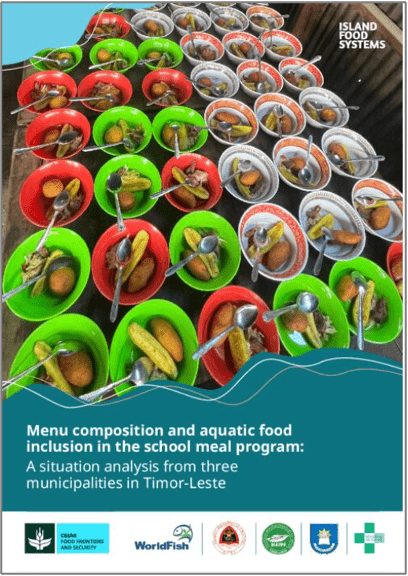 ISLAND
FOOD
SYSTEMS
Menu composition and aquatic food
inclusion in the school meal program:
A situation analysis from three
municipalities in Timor-Leste
CGIAR
FOOD FRONTIERS
AND SECURITY
WorldFish